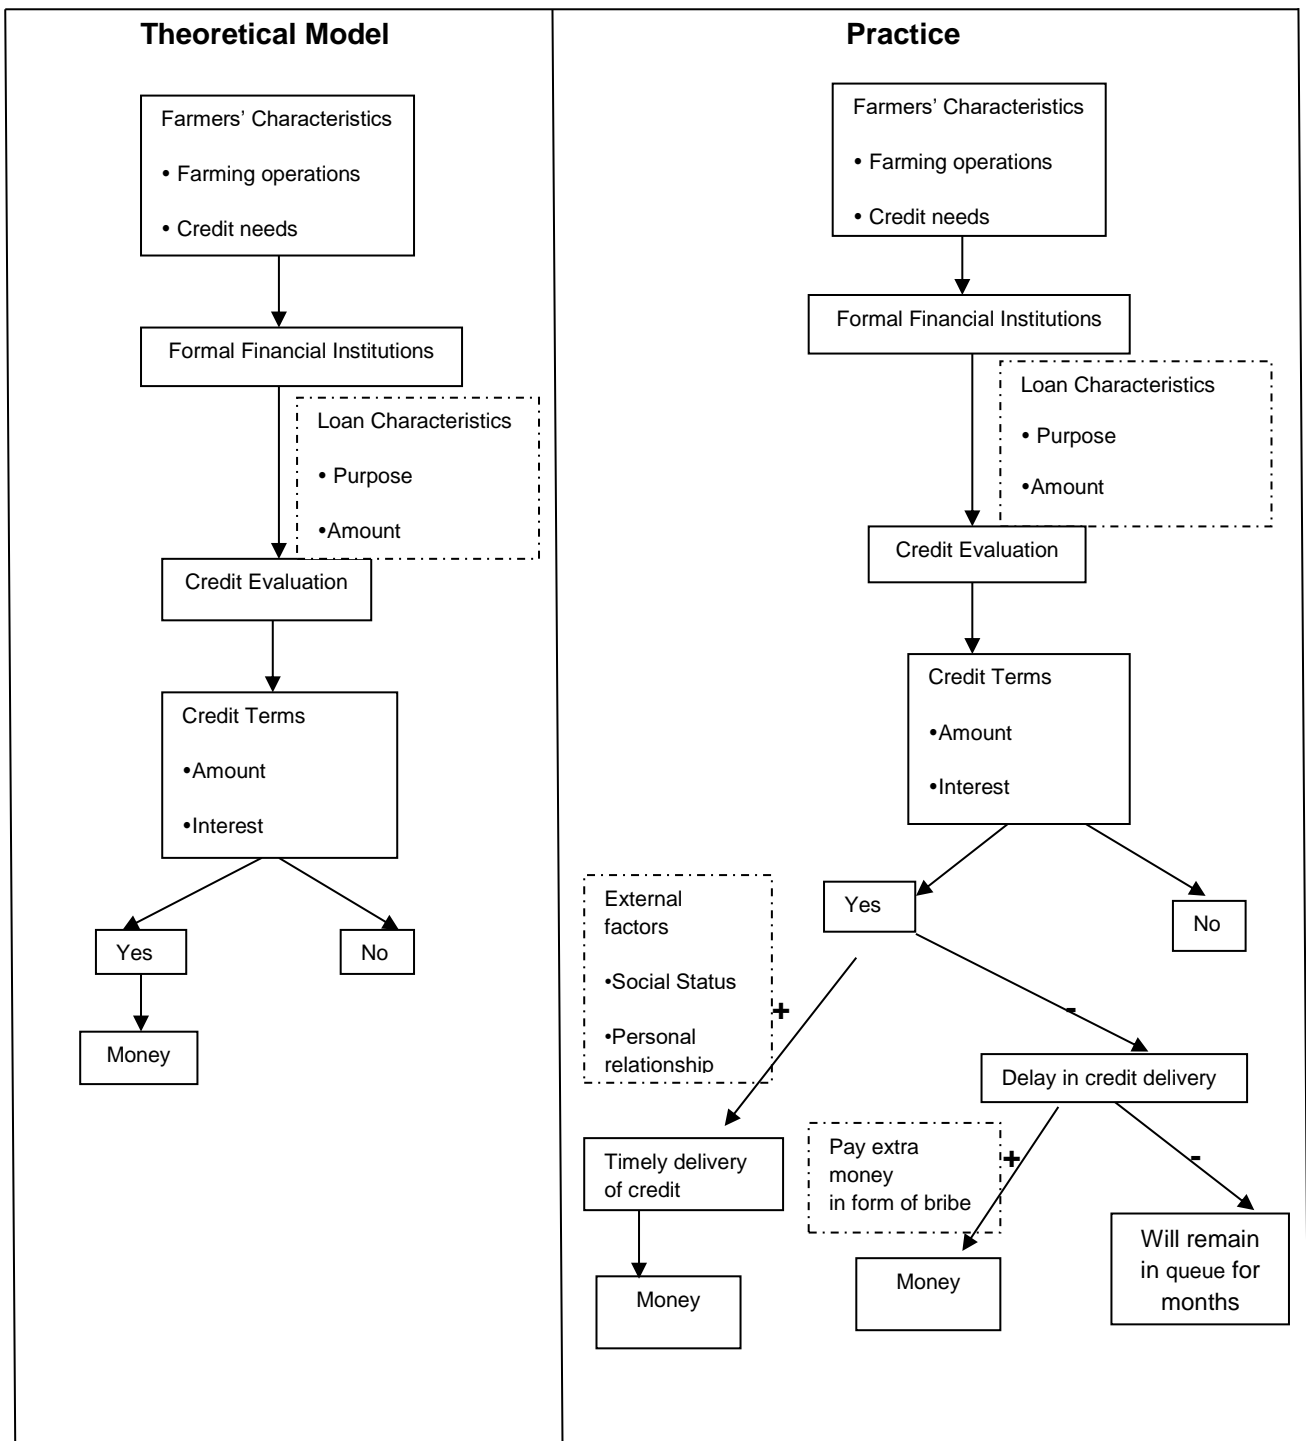 Theoretical Model
Farmers’ Characteristics
• Farming operations
• Credit needs
Formal Financial Institutions
Loan Characteristics
• Purpose
•Amount
Credit Evaluation
Credit Terms
•Amount
•Interest
Yes
No
Money
Practice
Farmers’ Characteristics
• Farming operations
• Credit needs
Formal Financial Institutions
Loan Characteristics
• Purpose
•Amount
Credit Evaluation
Credit Terms
•Amount
•Interest
Yes
No
External
factors
•Social Status
•Personal
relationship
+
-
Delay in credit delivery
Timely delivery
of credit
Money
Pay extra
money
in form of bribe
+
-
Money
Will remain
in queue for
months